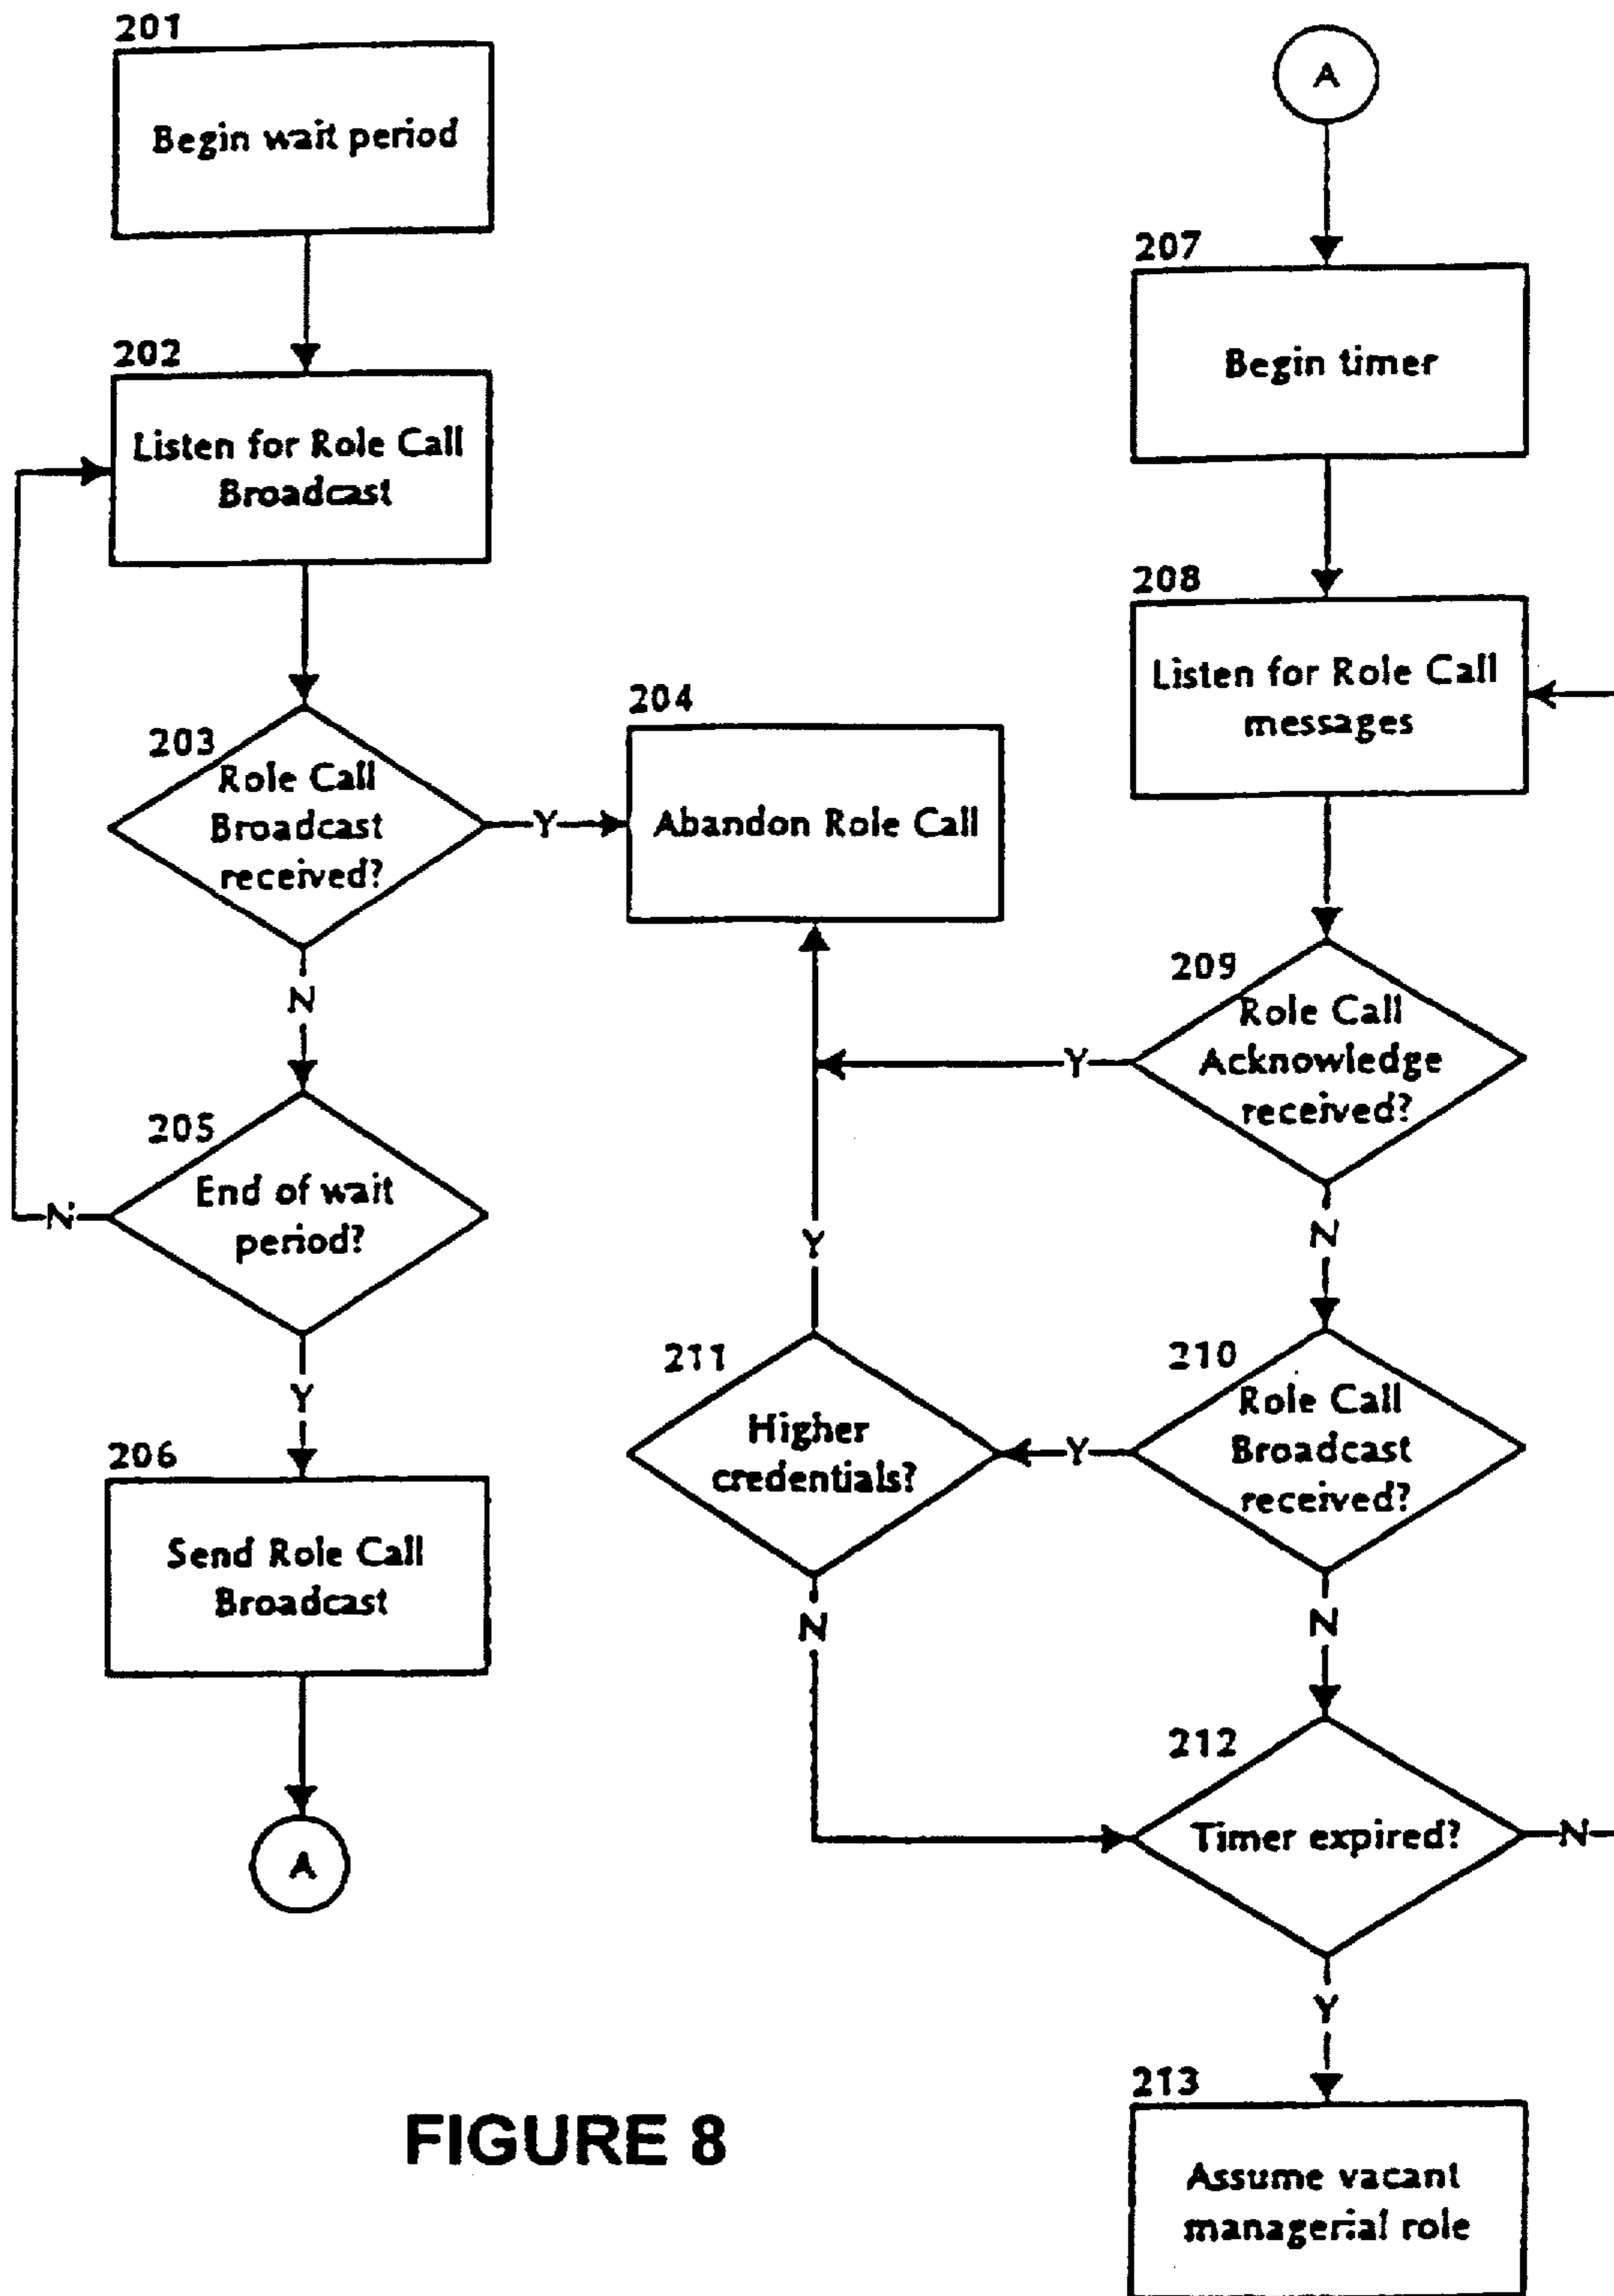 201
Begin wait period
202
Listen for Role Call
Broadcast
203
Role Call
Broadcast
received?
Y
N
204
Abandon Role Call
205
End of wait
period?
N
Y
206
Send Role Call
Broadcast
A
A
207
Begin timer
208
Listen for Role Call
messages
209
Role Call
Acknowledge
received?
Y
N
210
Role Call
Broadcast
received?
Y
N
211
Higher
credentials?
Y
N
212
Timer expired?
N
Y
213
Assume vacant
managerial role
FIGURE 8